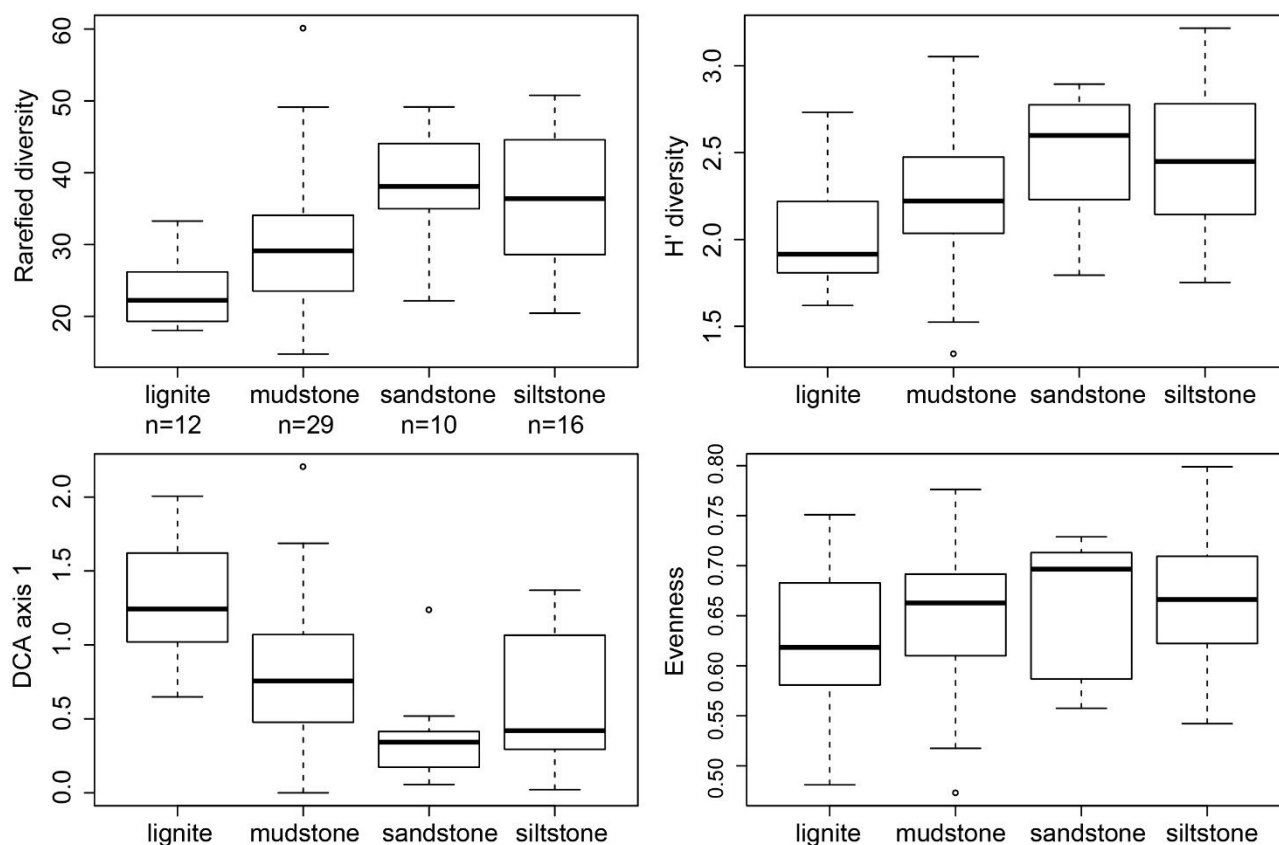 Rarefied diversity
60
50
40
30
20
lignite mudstone sandstone siltstone
n=12 n=29 n=10 n=16
H' diversity
3.0
2.5
2.0
1.5
lignite mudstone sandstone siltstone
DCA axis 1
2.0
1.5
1.0
0.5
0.0
lignite mudstone sandstone siltstone
Evenness
0.80
0.75
0.70
0.65
0.60
0.55
0.50
lignite mudstone sandstone siltstone